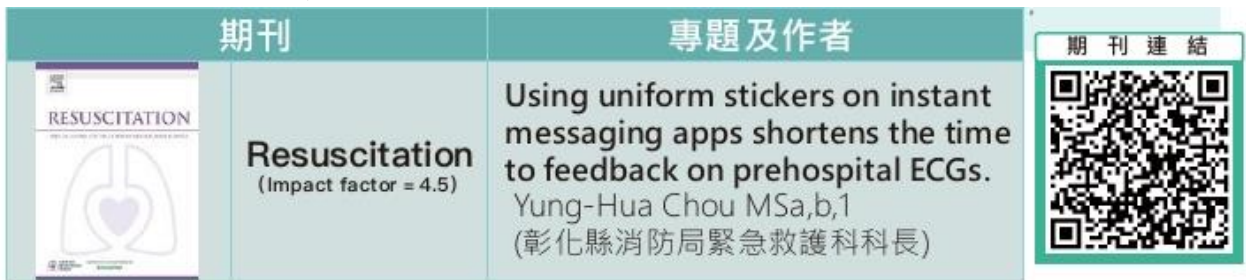 期刊
專題及作者
期刊連結
RESUSCITATION
Resuscitation
(Impact factor = 4.5)
Using uniform stickers on instant
messaging apps shortens the time
to feedback on prehospital ECGs.
Yung-Hua Chou MSa,b,1
(彰化縣消防局緊急救護科科長)